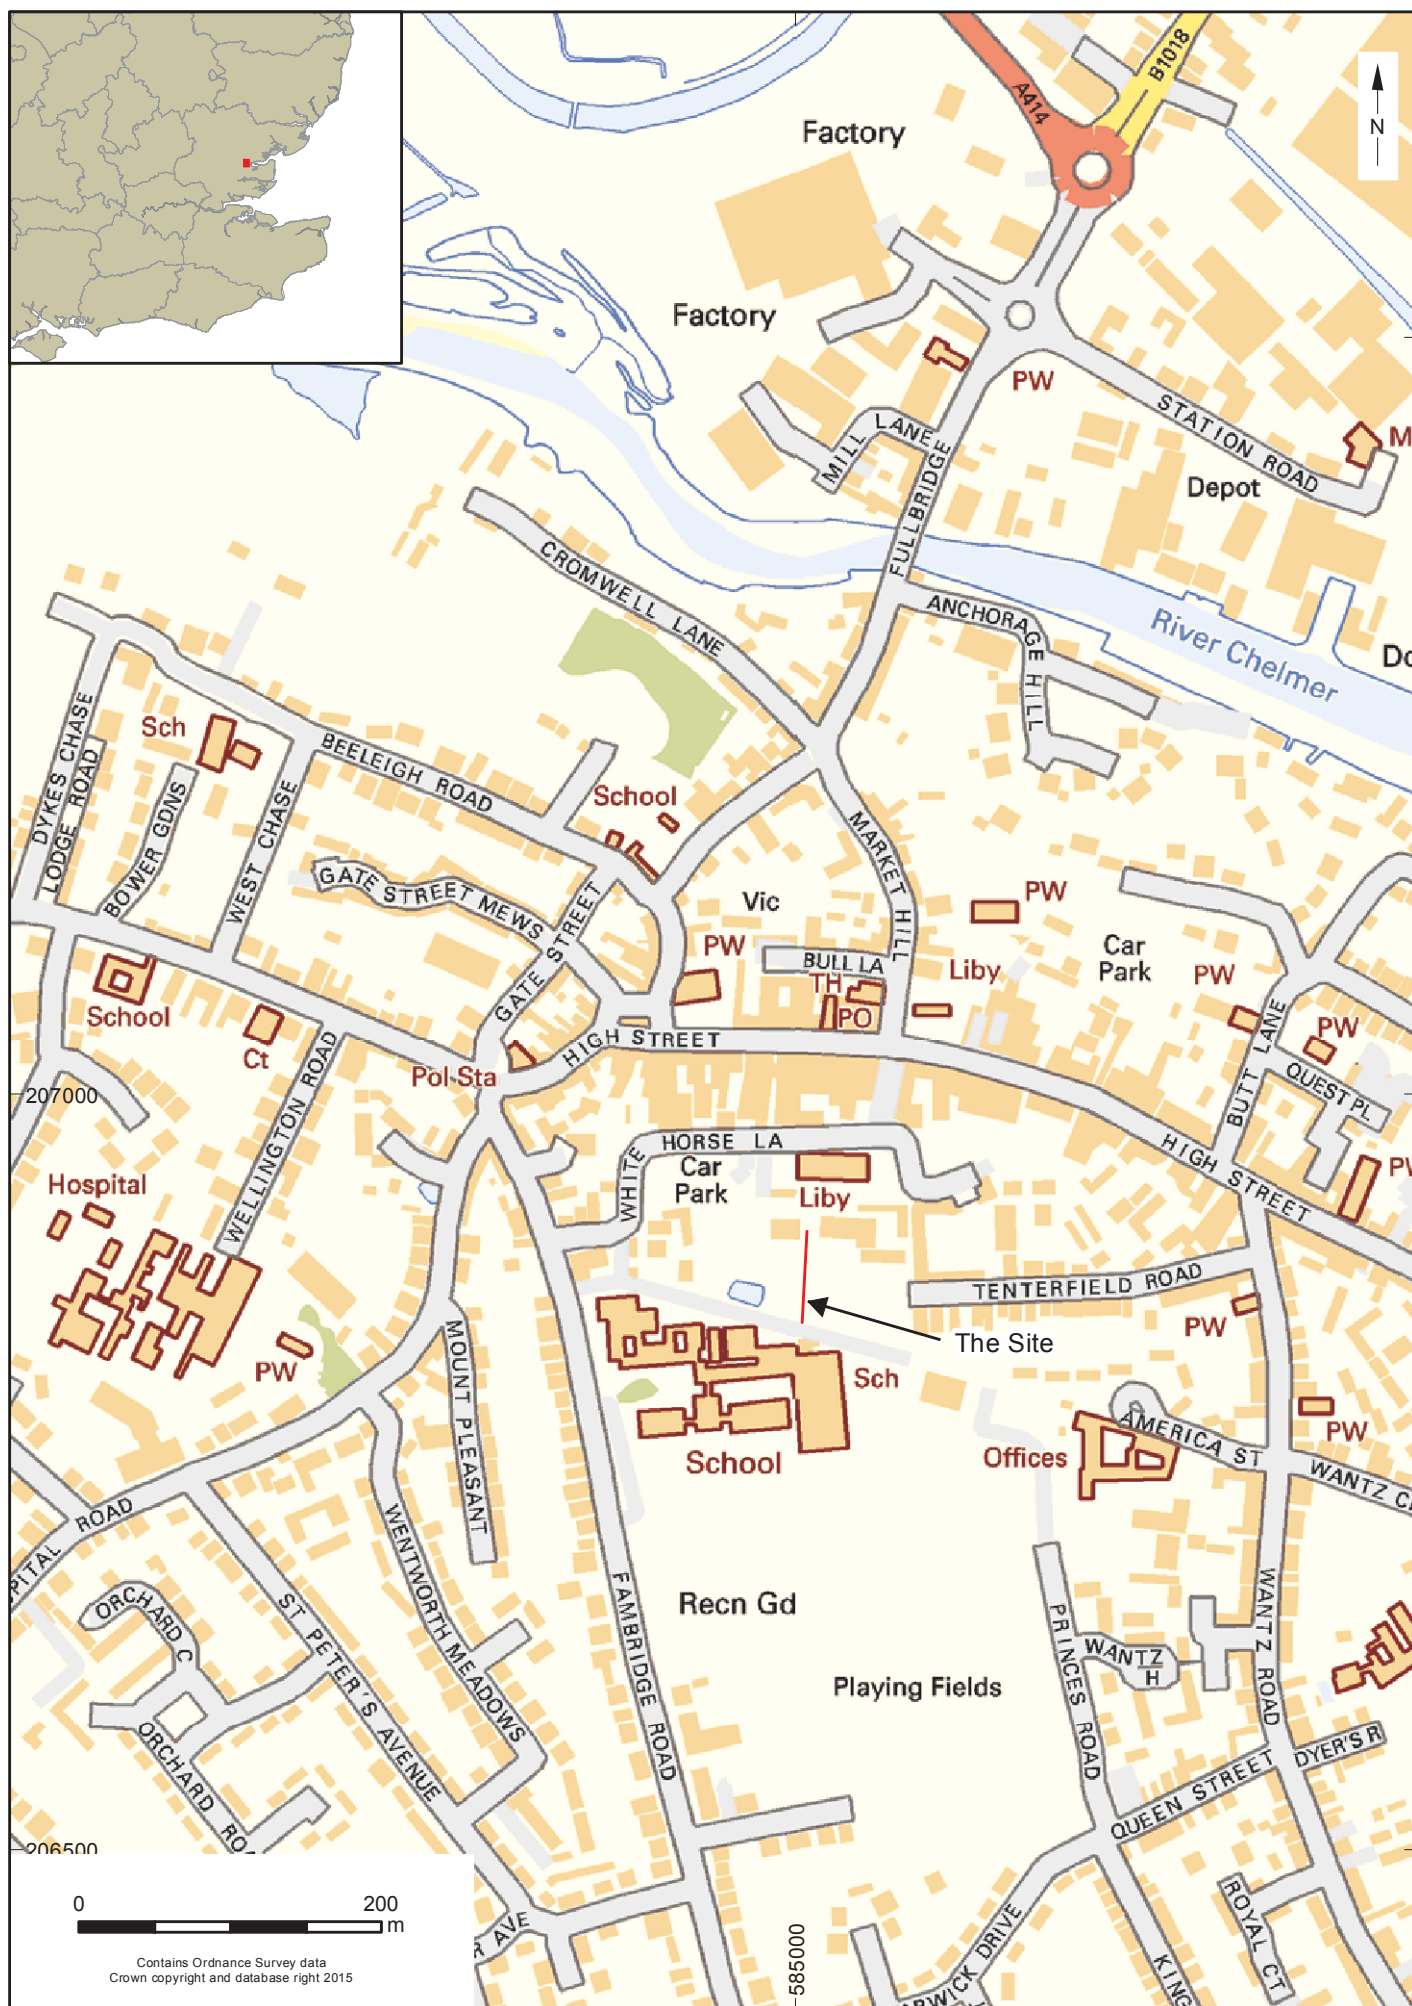 B1018
A414
N
Factory
Factory
PW
STATION ROAD
M
MILL LANE
Depot
FULLBRIDGE
CROMWELL LANE
ANCHORAGE HILL
River Chelmer
Do
DYKES CHASE
LODGE ROAD
Sch
BOWER GDNS
WEST CHASE
BEELEIGH ROAD
School
MARKET HILL
GATE STREET MEWS
GATE STREET
Vic
PW
PW
Car
Park
BULL LA
Liby
PW
TH
PO
School
Ct
Pol Sta
HIGH STREET
BUTT LANE
PW
QUEST PL
207000
WELLINGTON ROAD
WHITE HORSE LA
Car
Park
Liby
HIGH STREET
PW
Hospital
TENTERFIELD ROAD
PW
The Site
PW
MOUNT PLEASANT
Sch
School
Offices
AMERICA ST
PW
WANTZ C
PITAL ROAD
ORCHARD C
ST PETER'S AVENUE
WENTWORTH MEADOWS
FAMBRIDGE ROAD
Recn Gd
Playing Fields
PRINCES ROAD
WANTZ
H
WANTZ ROAD
ORCHARD RO
QUEEN STREET
DYER'S R
206500
ROYAL CT
0 200
m
R AVE
585000
ARWICK DRIVE
KING
Contains Ordnance Survey data
Crown copyright and database right 2015